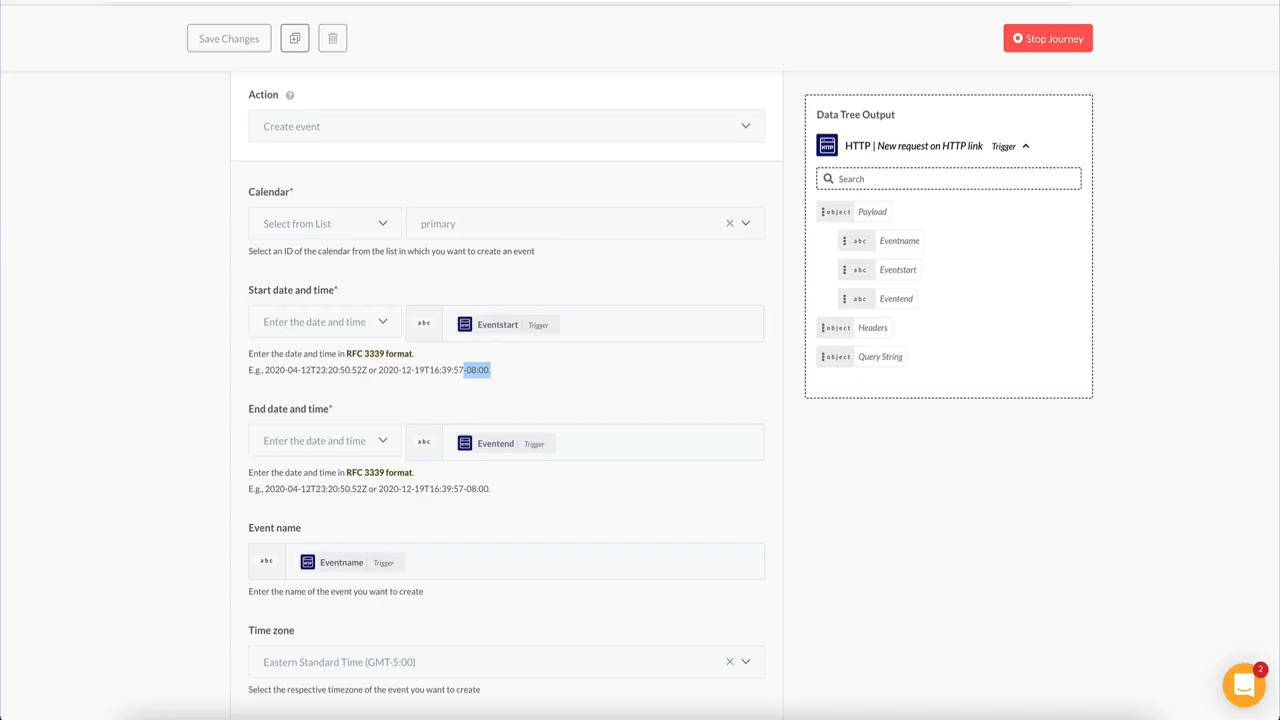 Save Changes
Stop Journey
Action ?
Create event
Calendar*
Select from List
primary
Select an ID of the calendar from the list in which you want to create an event
Start date and time*
Enter the date and time
abc
Eventstart Trigger
Enter the date and time in RFC 3339 format.
E.g., 2020-04-12T23:20:50.52Z or 2020-12-19T16:39:57-08:00.
End date and time*
Enter the date and time
abc
Eventend Trigger
Enter the date and time in RFC 3339 format.
E.g., 2020-04-12T23:20:50.52Z or 2020-12-19T16:39:57-08:00.
Event name
abc
Eventname Trigger
Enter the name of the event you want to create
Time zone
Eastern Standard Time (GMT-5:00)
Select the respective timezone of the event you want to create
Data Tree Output
HTTP | New request on HTTP link Trigger
Search
object Payload
abc Eventname
abc Eventstart
abc Eventend
object Headers
object Query String
2